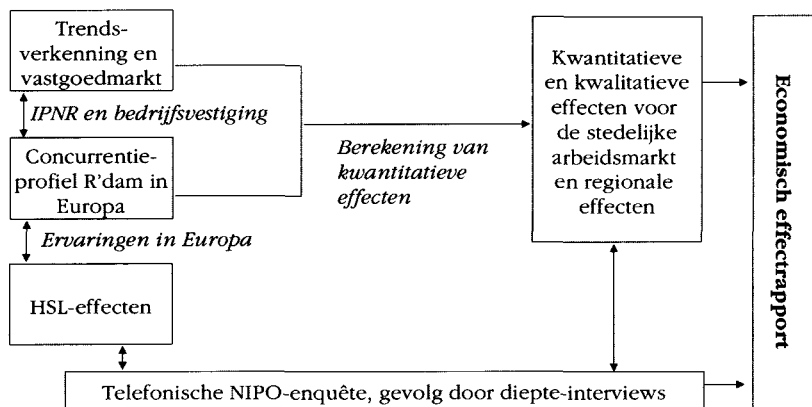 Trends-
verkenning en
vastgoedmarkt
IPNR en bedrijfsvestiging
Concurrentie-
profiel R'dam in
Europa
Ervaringen in Europa
HSL-effecten
Berekening van
kwantitatieve
effecten
Kwantitatieve
en kwalitatieve
effecten voor
de stedelijke
arbeidsmarkt
en regionale
effecten
Telefonische NIPO-enquête, gevolg door diepte-interviews
Economisch effectrapport